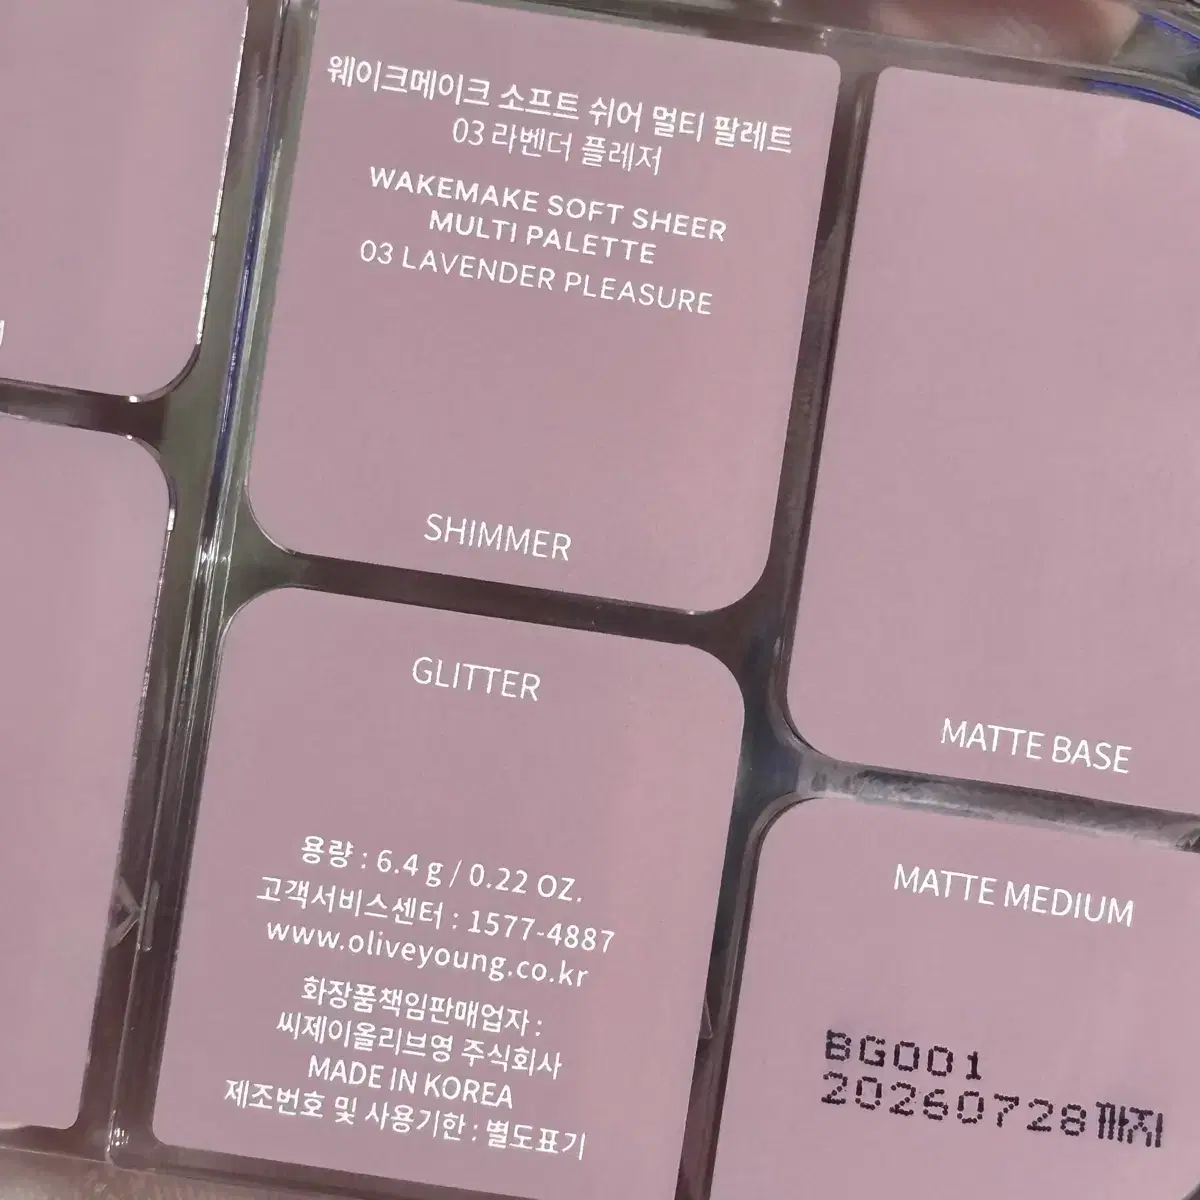 웨이크메이크 소프트 쉬어 멀티 팔레트
03 라벤더 플레저
WAKEMAKE SOFT SHEER
MULTI PALETTE
03 LAVENDER PLEASURE
SHIMMER
GLITTER
용량 : 6.4 g / 0.22 OZ.
고객서비스센터 : 1577-4887
www.oliveyoung.co.kr
화장품책임판매업자 :
씨제이올리브영 주식회사
MADE IN KOREA
제조번호 및 사용기한 : 별도표기
MATTE BASE
MATTE MEDIUM
BG001
20260728까지